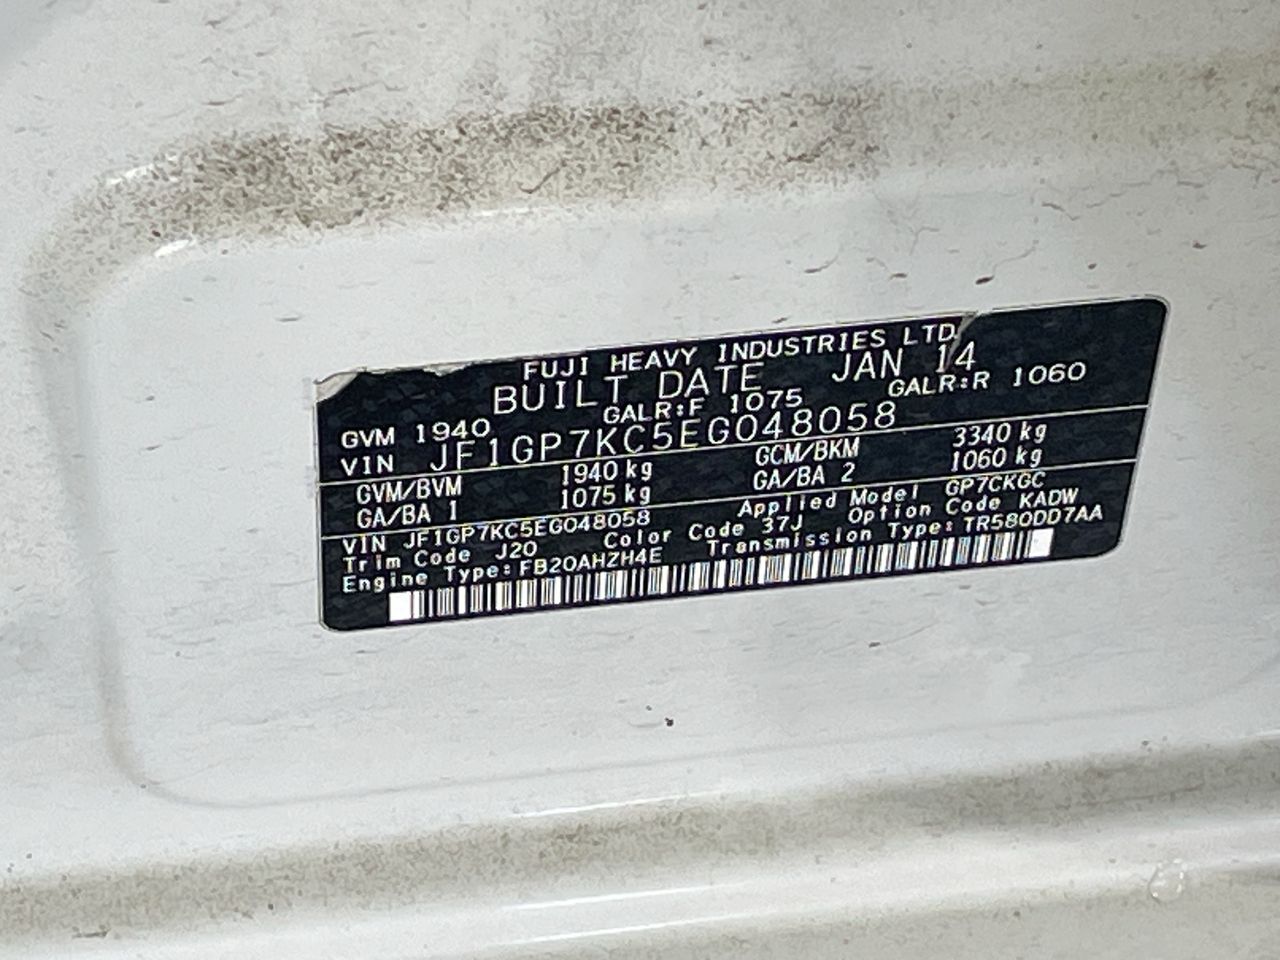 FUJI HEAVY INDUSTRIES LTD.
BUILT DATE JAN 14
GVM 1940 GALR:F 1075 GALR:R 1060
VIN JF1GP7KC5EG048058
GVM/BVM 1940 kg GCM/BKM 3340 kg
GA/BA 1 1075 kg GA/BA 2 1060 kg
VIN JF1GP7KC5EG048058 Applied Model GP7CKGC
Trim Code J20 Color Code 37J Option Code KADW
Engine Type:FB20AHZH4E Transmission Type:TR580DD7AA